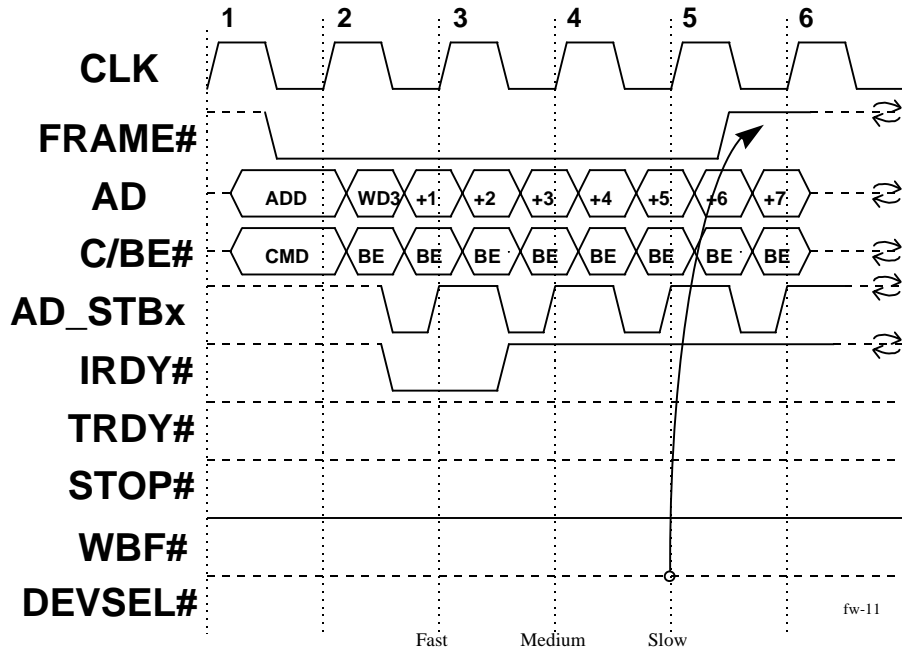 1 2 3 4 5 6
CLK
FRAME#
AD ADD WD3 +1 +2 +3 +4 +5 +6 +7
C/BE# CMD BE BE BE BE BE BE BE BE
AD_STBx
IRDY#
TRDY#
STOP#
WBF#
DEVSEL#
fw-11
Fast Medium Slow